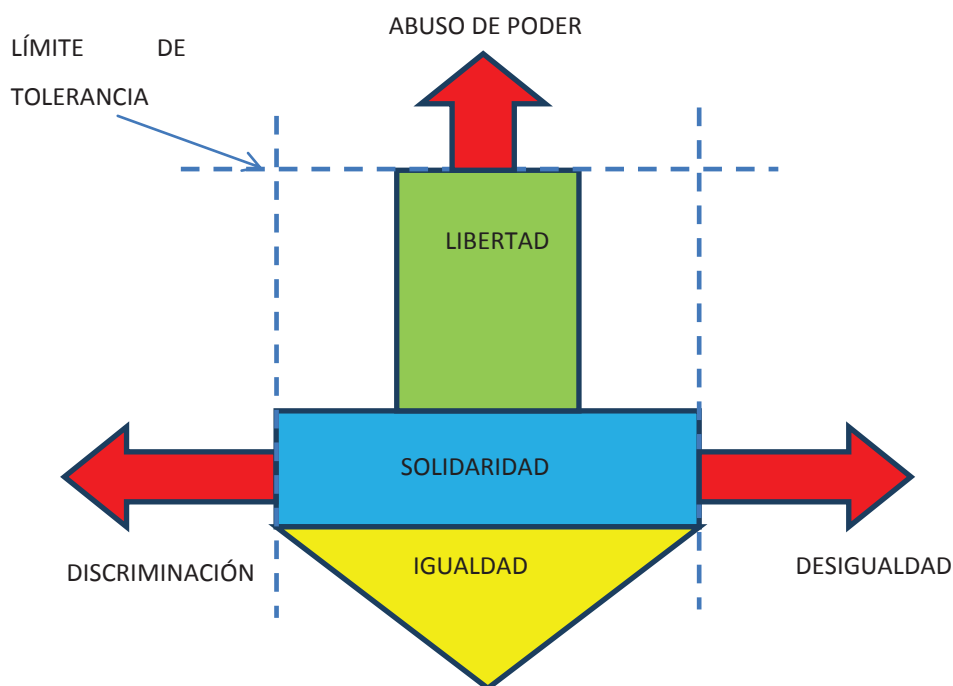 ABUSO DE PODER
LÍMITE DE
TOLERANCIA
LIBERTAD
SOLIDARIDAD
DISCRIMINACIÓN
IGUALDAD
DESIGUALDAD